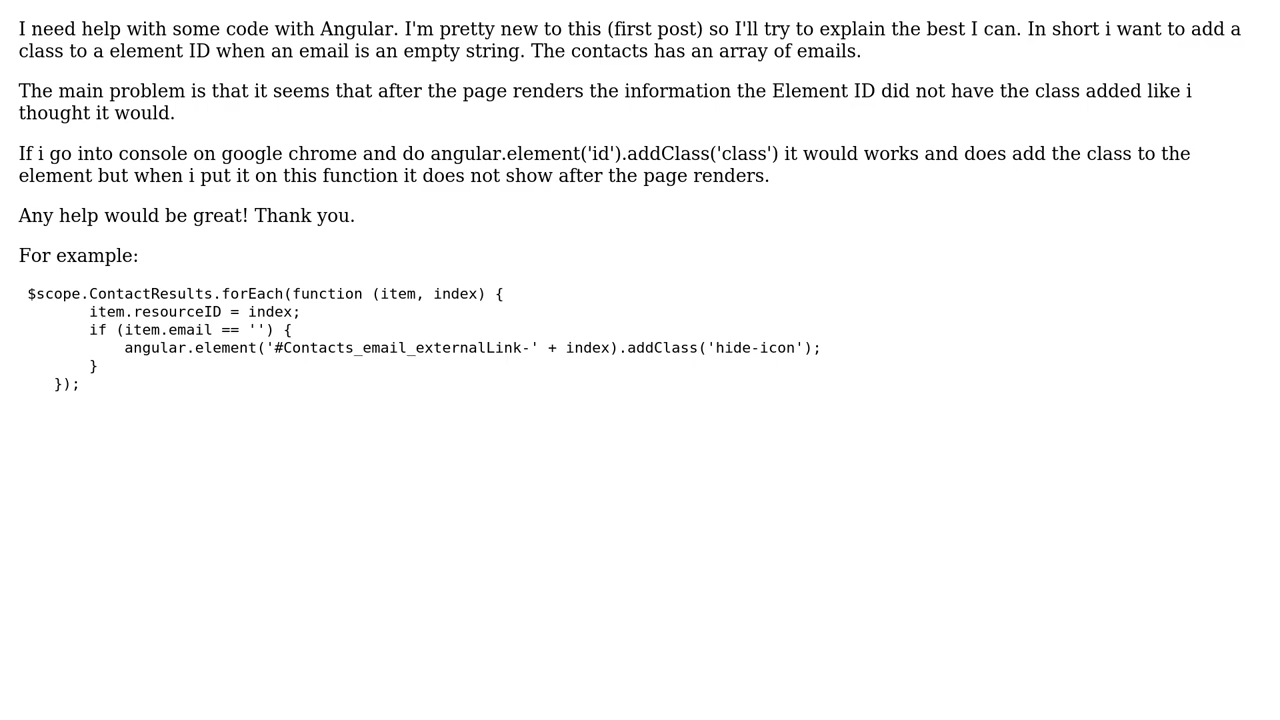 I need help with some code with Angular. I'm pretty new to this (first post) so I'll try to explain the best I can. In short i want to add a
class to a element ID when an email is an empty string. The contacts has an array of emails.
The main problem is that it seems that after the page renders the information the Element ID did not have the class added like i
thought it would.
If i go into console on google chrome and do angular.element('id').addClass('class') it would works and does add the class to the
element but when i put it on this function it does not show after the page renders.
Any help would be great! Thank you.
For example:
$scope.ContactResults.forEach(function (item, index) {
        item.resourceID = index;
        if (item.email == '') {
            angular.element('#Contacts_email_externalLink-' + index).addClass('hide-icon');
        }
    });